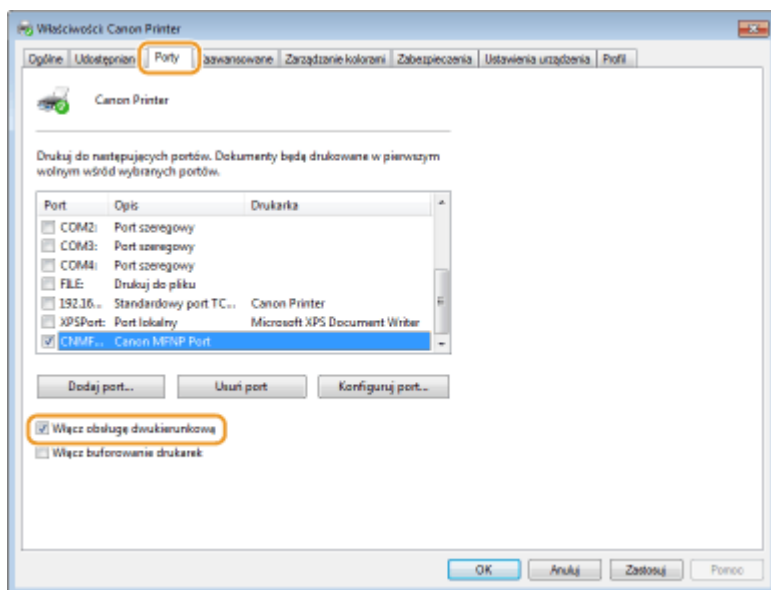 Właściwości: Canon Printer
Ogólne Udostępnian Porty aawansowane Zarządzanie kolorami Zabezpieczenia Ustawienia urządzenia Profil
Canon Printer
Drukuj do następujących portów. Dokumenty będą drukowane w pierwszym
wolnym wśród wybranych portów.
Port Opis Drukarka
COM2: Port szeregowy
COM3: Port szeregowy
COM4: Port szeregowy
FILE: Drukuj do pliku
192.16... Standardowy port TC... Canon Printer
XPSPort: Port lokalny Microsoft XPS Document Writer
CNMF... Canon MFNP Port
Dodaj port... Usuń port Konfiguruj port...
Włącz obsługę dwukierunkową
Włącz buforowanie drukarek
OK Anuluj Zastosuj Pomoc